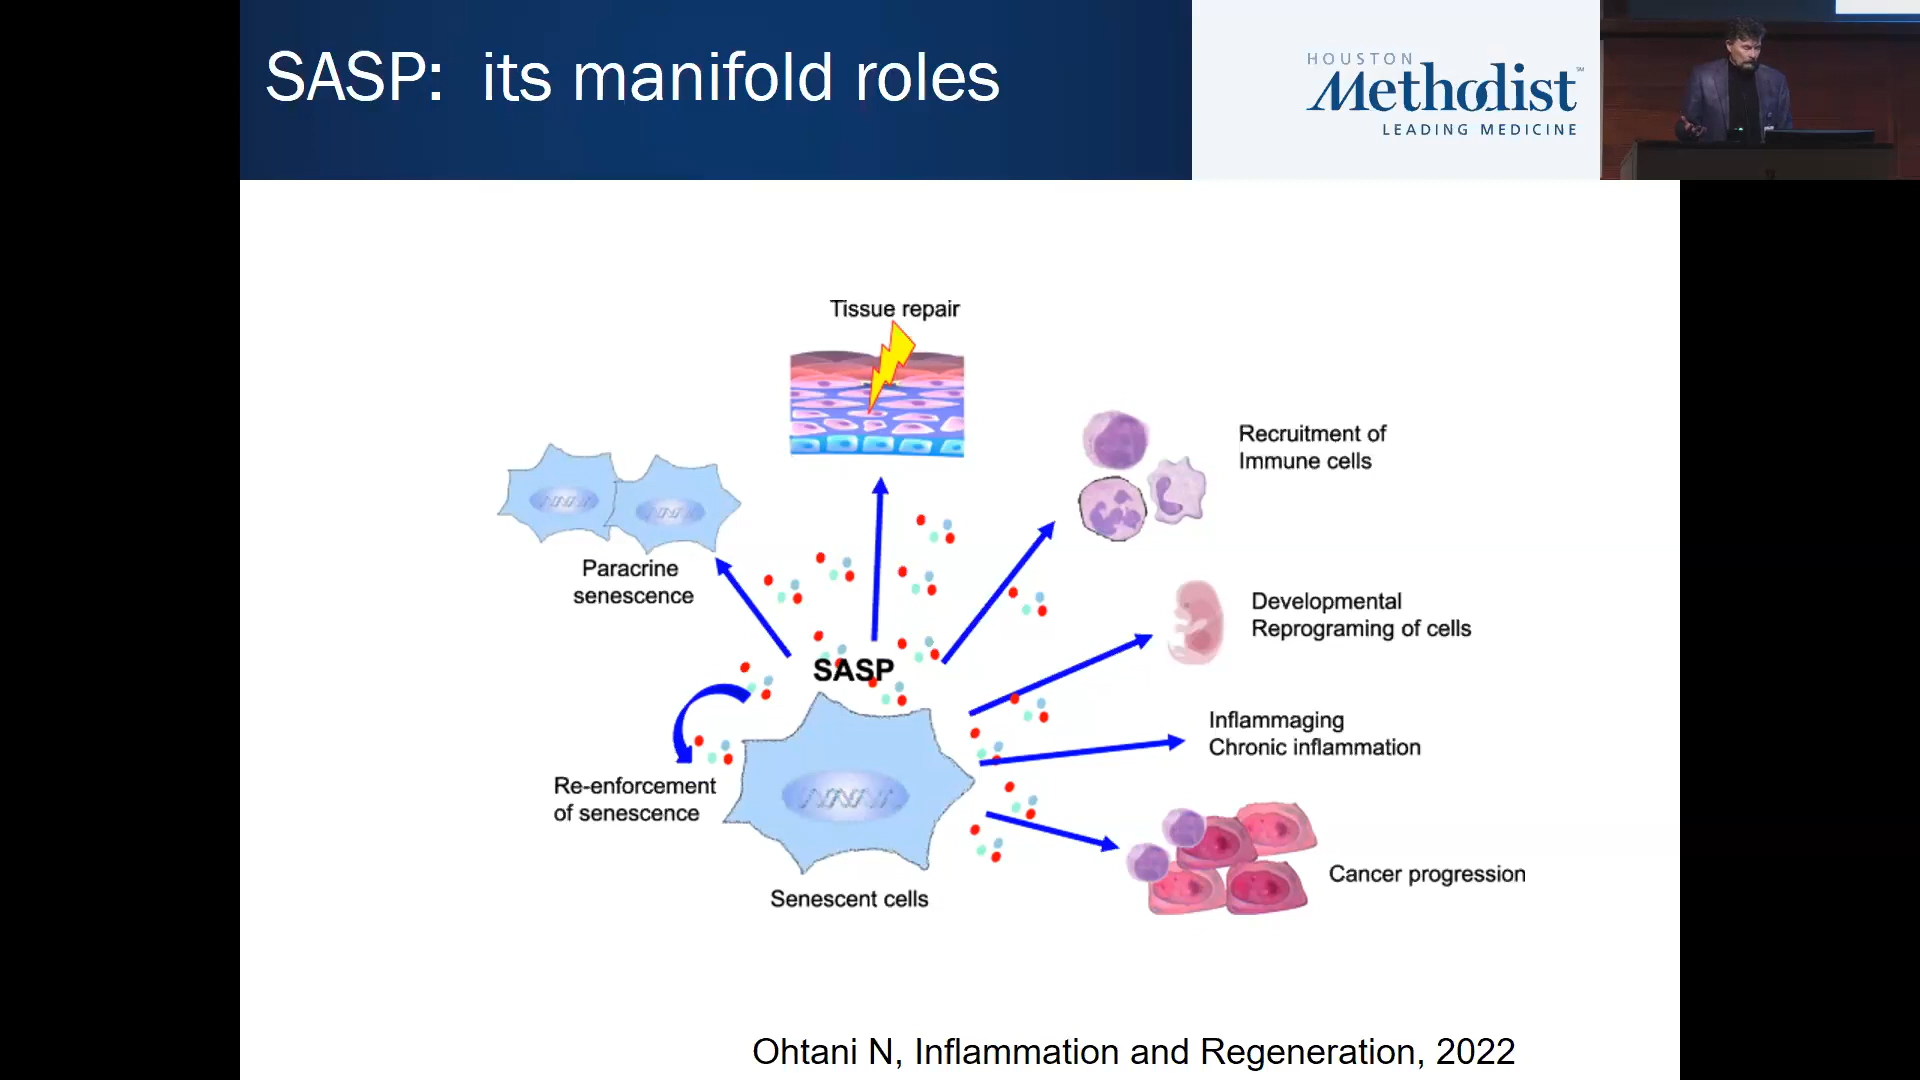 SASP: its manifold roles
HOUSTON
Methodist
SM
LEADING MEDICINE
Tissue repair
Recruitment of
Immune cells
Paracrine
senescence
Developmental
Reprograming of cells
SASP
Inflammaging
Chronic inflammation
Re-enforcement
of senescence
Cancer progression
Senescent cells
Ohtani N, Inflammation and Regeneration, 2022